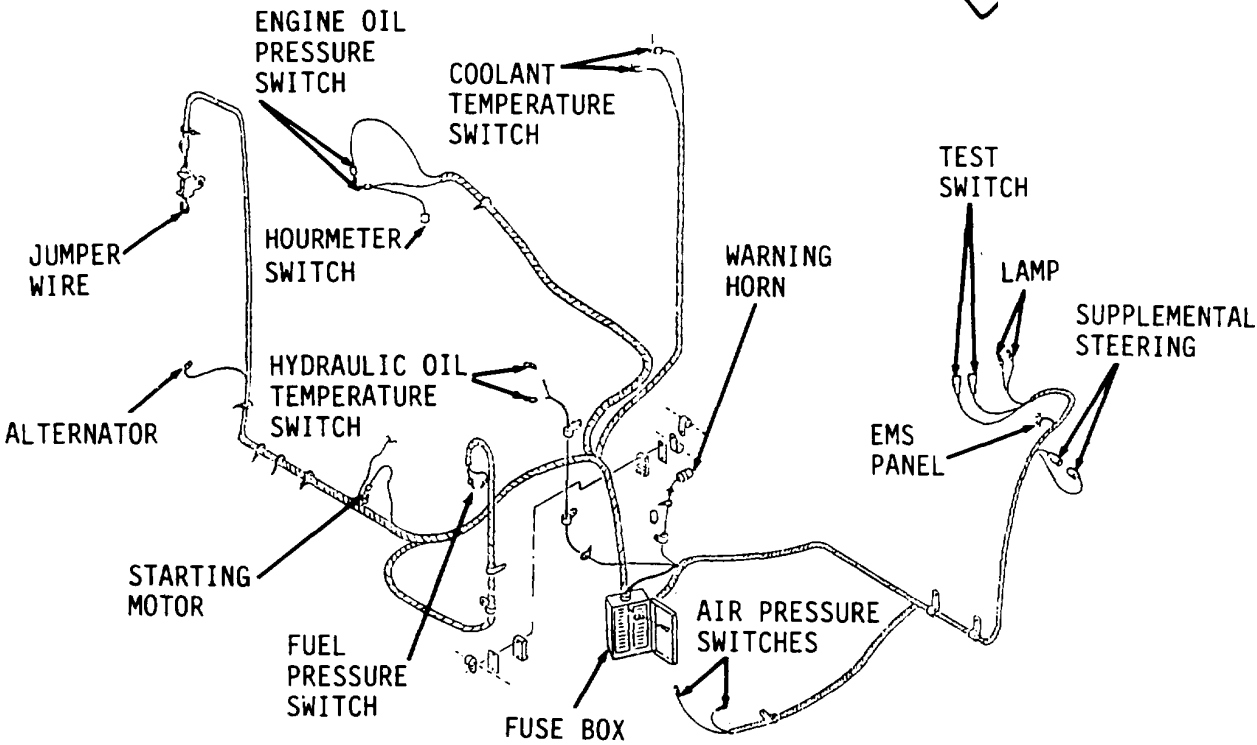 ENGINE OIL
PRESSURE
SWITCH
COOLANT
TEMPERATURE
SWITCH
TEST
SWITCH
JUMPER
WIRE
HOURMETER
SWITCH
WARNING
HORN
LAMP
SUPPLEMENTAL
STEERING
HYDRAULIC OIL
TEMPERATURE
SWITCH
ALTERNATOR
EMS
PANEL
STARTING
MOTOR
AIR PRESSURE
SWITCHES
FUEL
PRESSURE
SWITCH
FUSE BOX